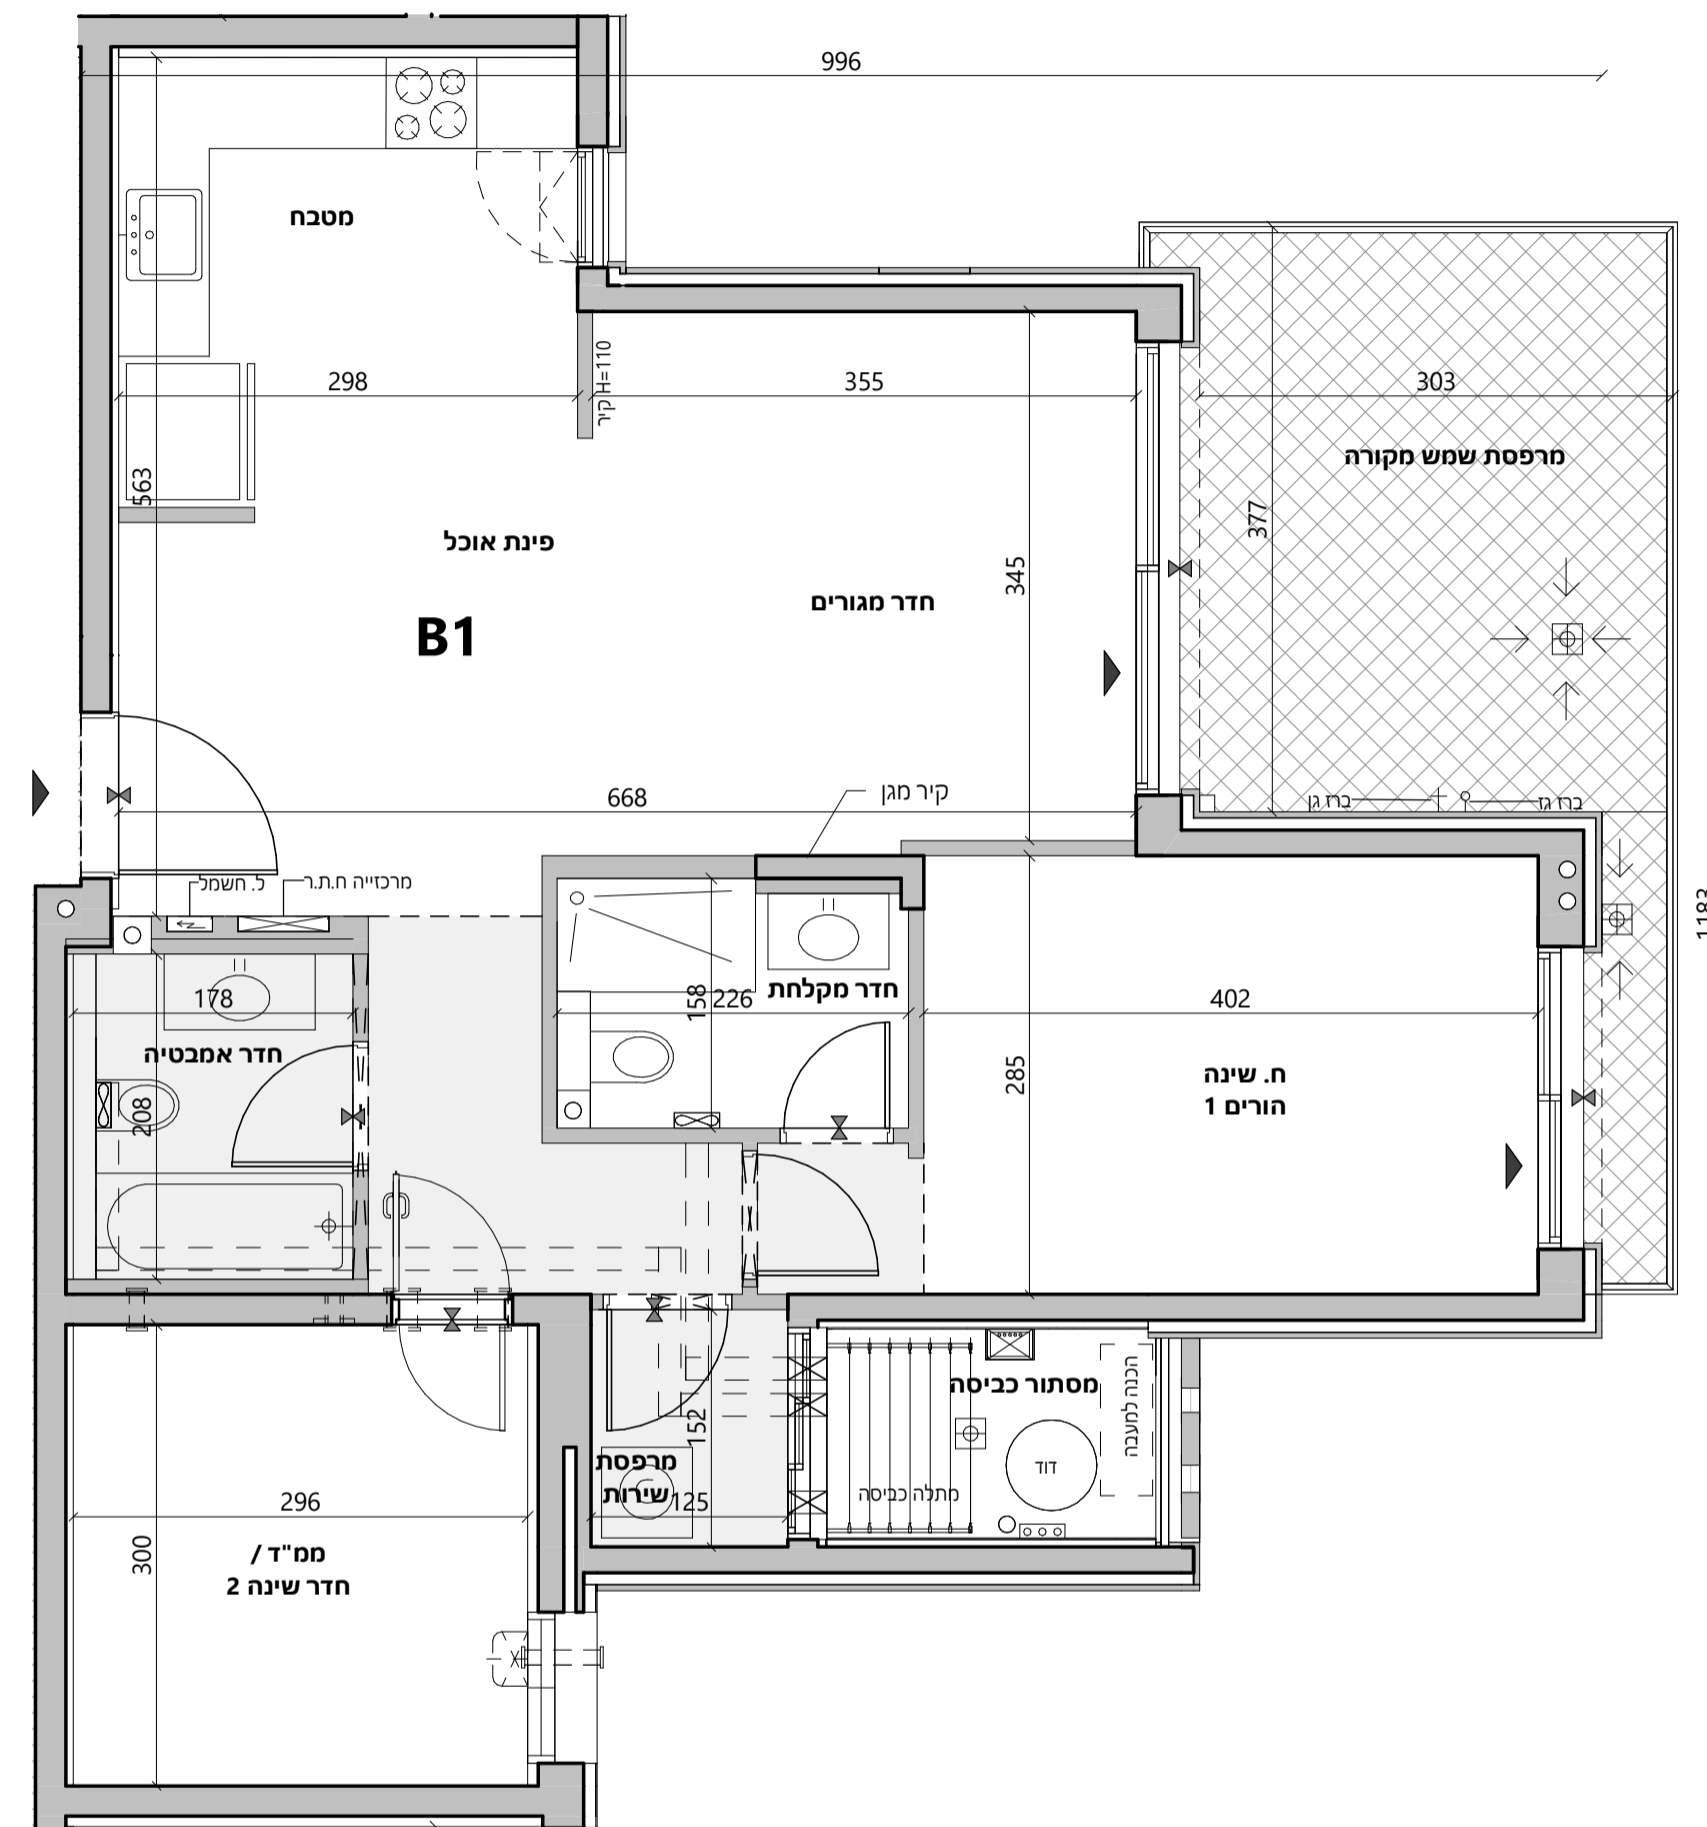 996
מטבח
298
קיר H=110
355
303
מרפסת שמש מקורה
563
377
פינת אוכל
345
חדר מגורים
B1
668
קיר מגן
ברז גן
ברז גז
ל. חשמל
מרכזייה ח.ת.ר
1183
178
158
226
חדר מקלחת
402
חדר אמבטיה
208
285
ח. שינה
הורים 1
מסתור כביסה
הכנה למעבה
152
מרפסת
שירות
125
דוד
מתלה כביסה
296
300
ממ"ד /
חדר שינה 2